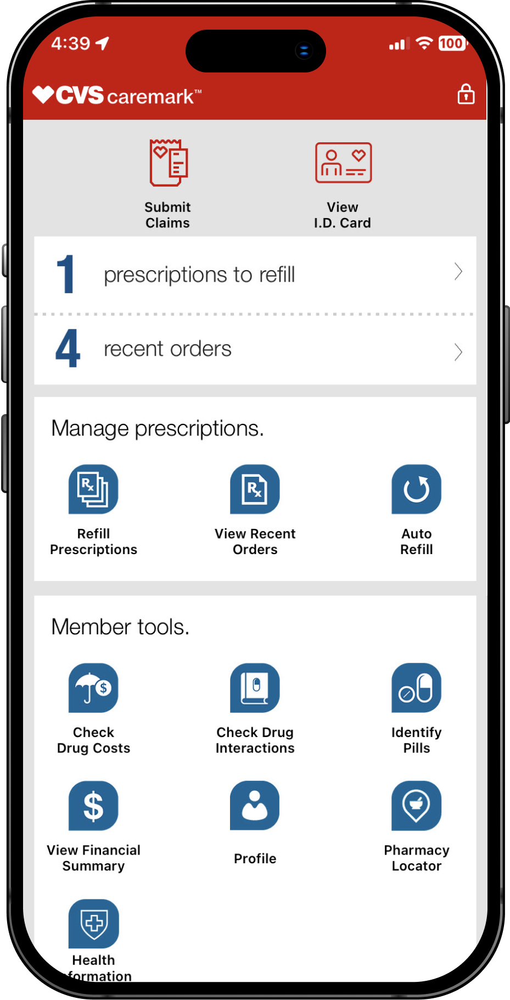 4:39
100
CVS caremark™
Submit
Claims
View
I.D. Card
1 prescriptions to refill
4 recent orders
Manage prescriptions.
Rx
Refill
Prescriptions
Rx
View Recent
Orders
Auto
Refill
Member tools.
$
Check
Drug Costs
Check Drug
Interactions
Identify
Pills
$
View Financial
Summary
Profile
Pharmacy
Locator
Health
formation